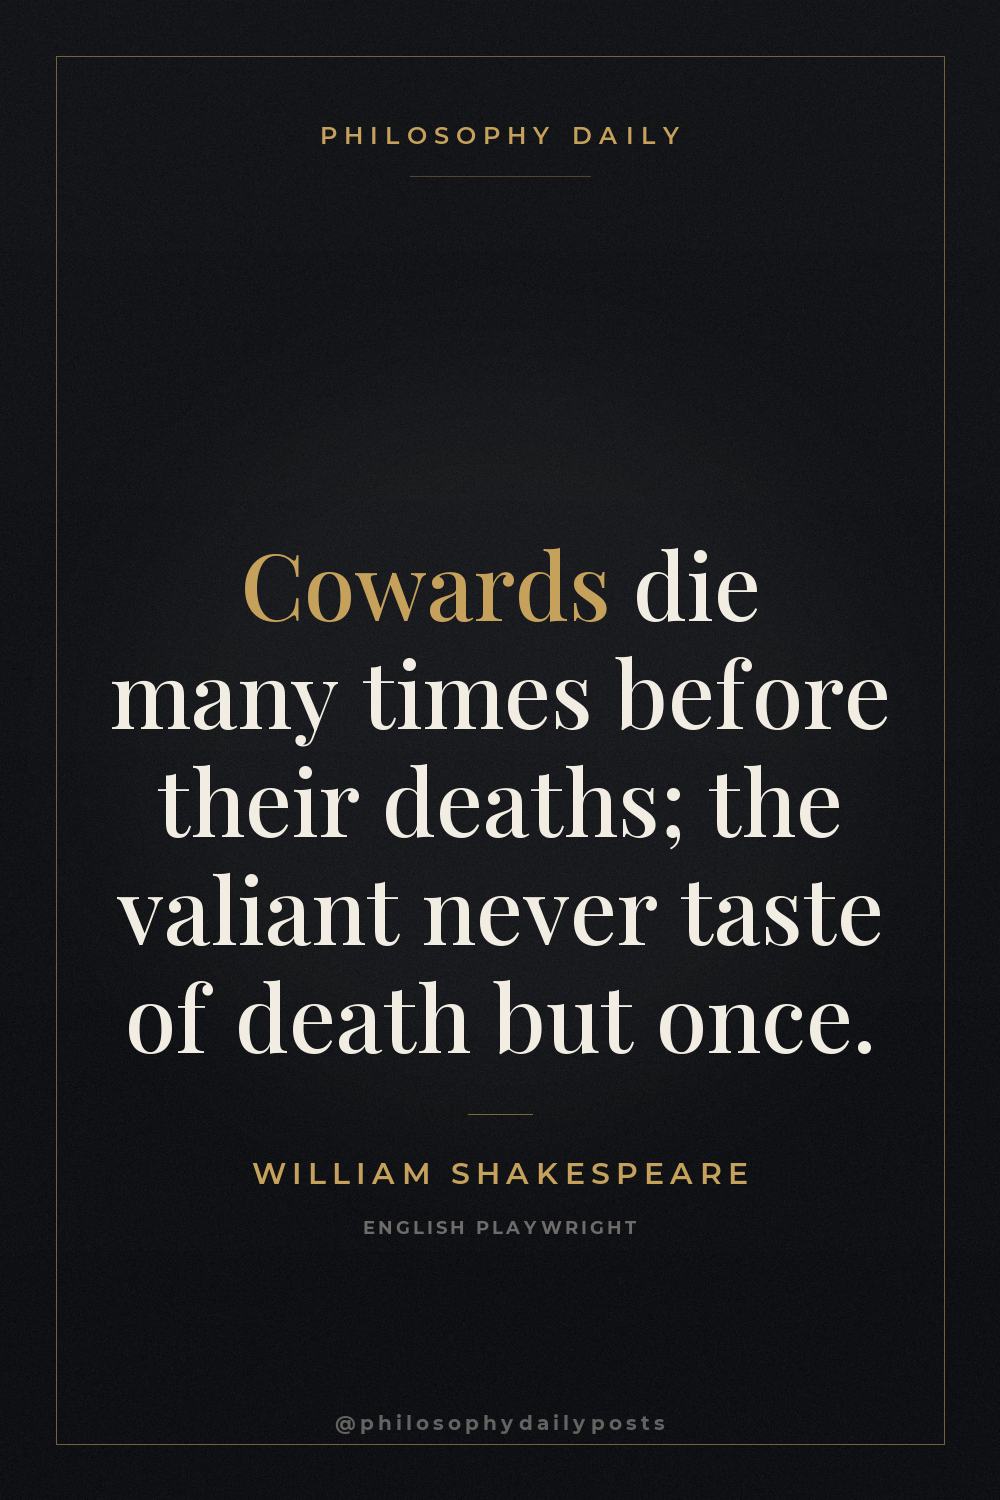 PHILOSOPHY DAILY
Cowards die
many times before
their deaths; the
valiant never taste
of death but once.
WILLIAM SHAKESPEARE
ENGLISH PLAYWRIGHT
@philosophydailyposts